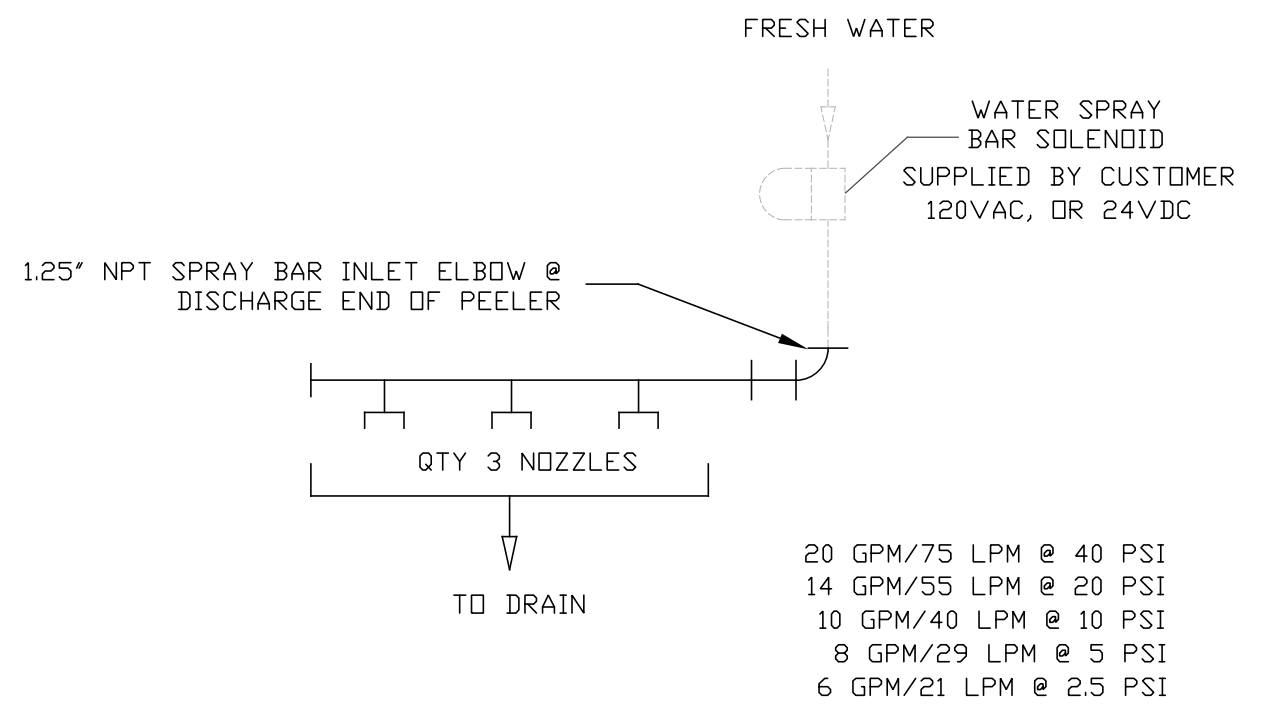 FRESH WATER
WATER SPRAY
BAR SOLENOID
SUPPLIED BY CUSTOMER
120VAC, OR 24VDC
1.25" NPT SPRAY BAR INLET ELBOW @
DISCHARGE END OF PEELER
QTY 3 NOZZLES
TO DRAIN
20 GPM/75 LPM @ 40 PSI
14 GPM/55 LPM @ 20 PSI
10 GPM/40 LPM @ 10 PSI
8 GPM/29 LPM @ 5 PSI
6 GPM/21 LPM @ 2.5 PSI